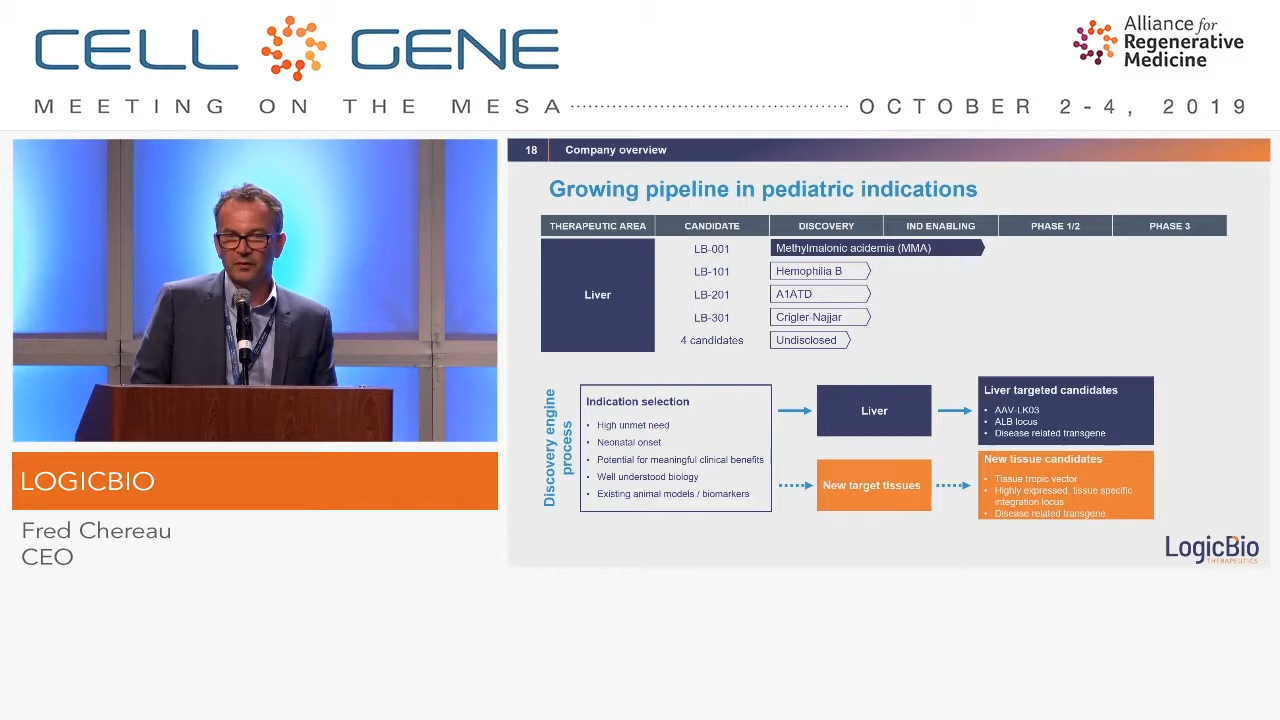 CELL GENE
Alliance for
Regenerative
Medicine
MEETING ON THE MESA
OCTOBER 2-4, 2019
18 Company overview
Growing pipeline in pediatric indications
THERAPEUTIC AREA CANDIDATE DISCOVERY IND ENABLING PHASE 1/2 PHASE 3
Liver
LB-001 Methylmalonic acidemia (MMA)
LB-101 Hemophilia B
LB-201 A1ATD
LB-301 Crigler-Najjar
4 candidates Undisclosed
Discovery engine
process
Indication selection
• High unmet need
• Neonatal onset
• Potential for meaningful clinical benefits
• Well understood biology
• Existing animal models / biomarkers
Liver
Liver targeted candidates
• AAV-LK03
• ALB locus
• Disease related transgene
New target tissues
New tissue candidates
• Tissue tropic vector
• Highly expressed, tissue specific
integration locus
• Disease related transgene
LogicBio
THERAPEUTICS
LOGICBIO
Fred Chereau
CEO